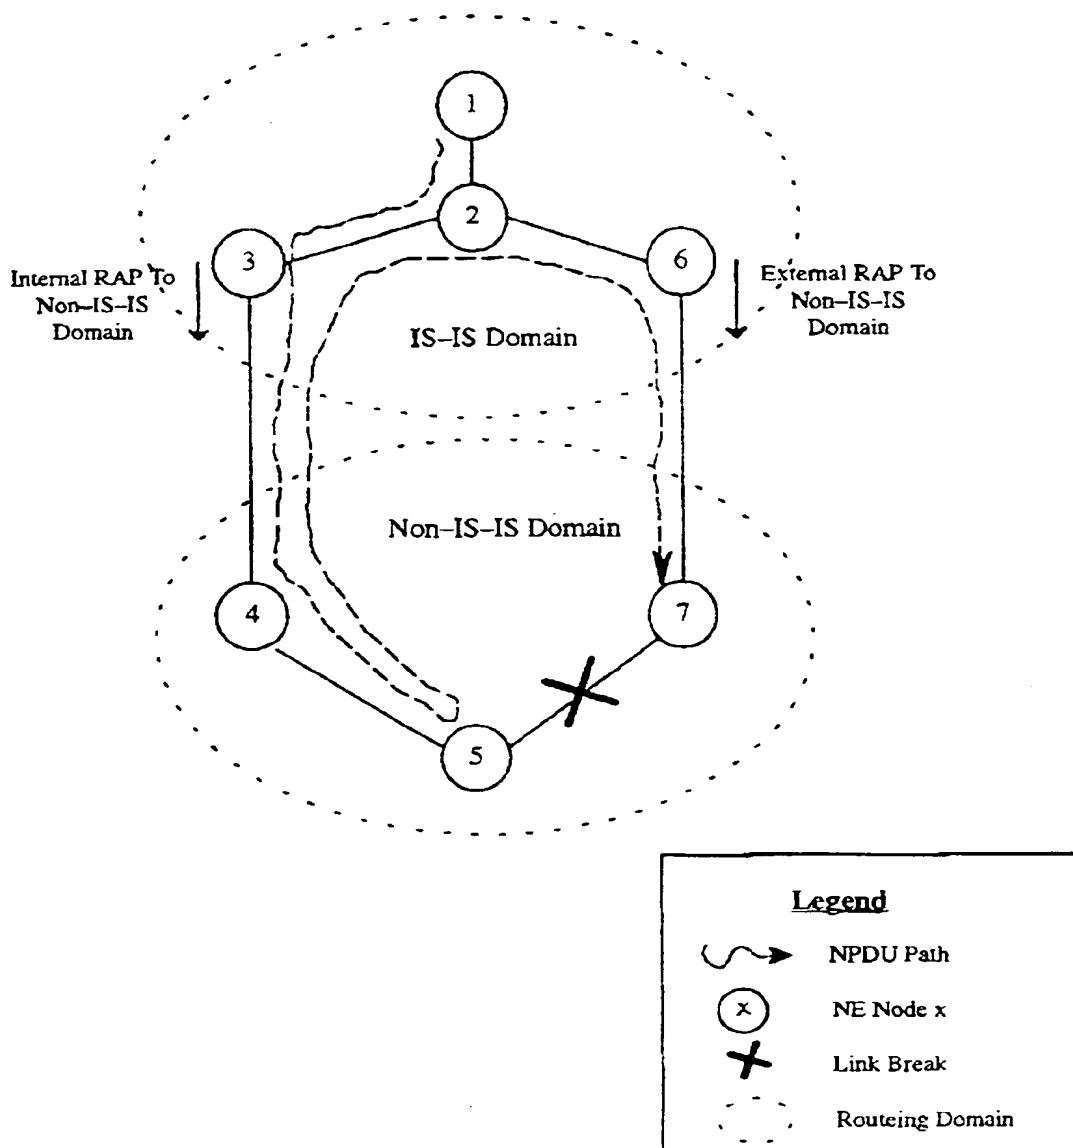 1
2
3
6
Internal RAP To
Non–IS–IS
Domain
External RAP To
Non–IS–IS
Domain
IS–IS Domain
Non–IS–IS Domain
4
7
5
Legend
NPDU Path
x
NE Node x
Link Break
Routeing Domain